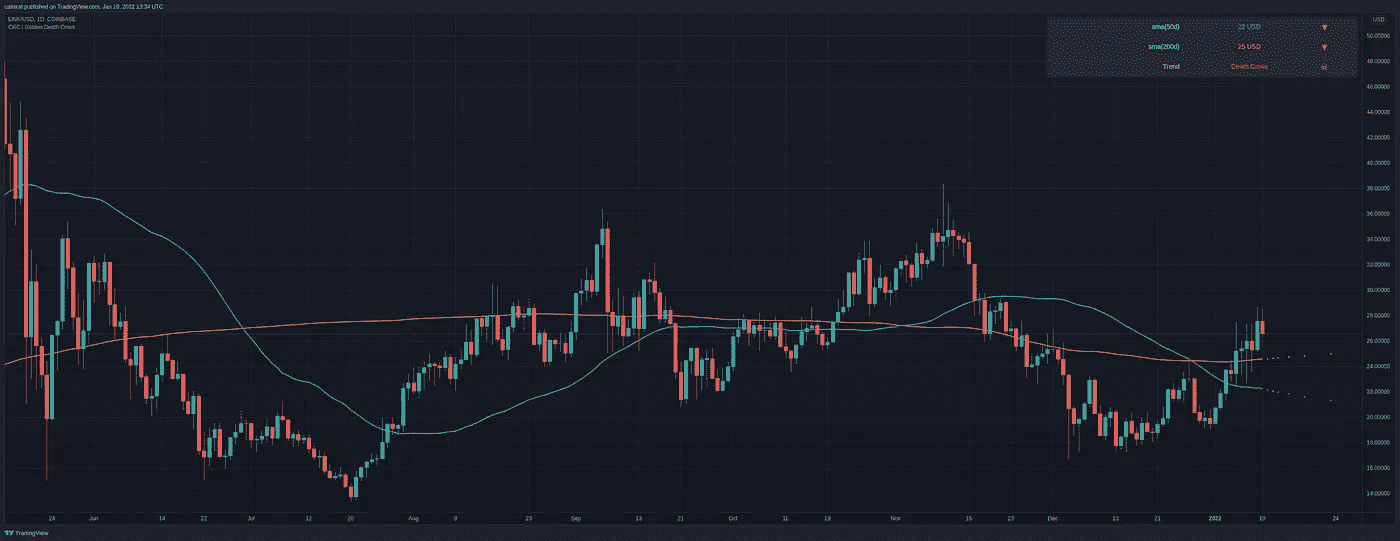 calerat published on TradingView.com, Jan 10, 2022 13:34 UTC
LINK/USD, 1D, COINBASE
Golden Death Cross
USD
sma(50d) 22 USD ▼
sma(200d) 25 USD ▼
Trend Death Cross ☠
50.00000
48.00000
46.00000
44.00000
42.00000
40.00000
38.00000
36.00000
34.00000
32.00000
30.00000
28.00000
26.00000
24.00000
22.00000
20.00000
18.00000
16.00000
14.00000
24 Jun 14 22 Jul 12 20 Aug 9 23 Sep 13 21 Oct 11 19 Nov 15 23 Dec 13 21 2022 10 24
TradingView